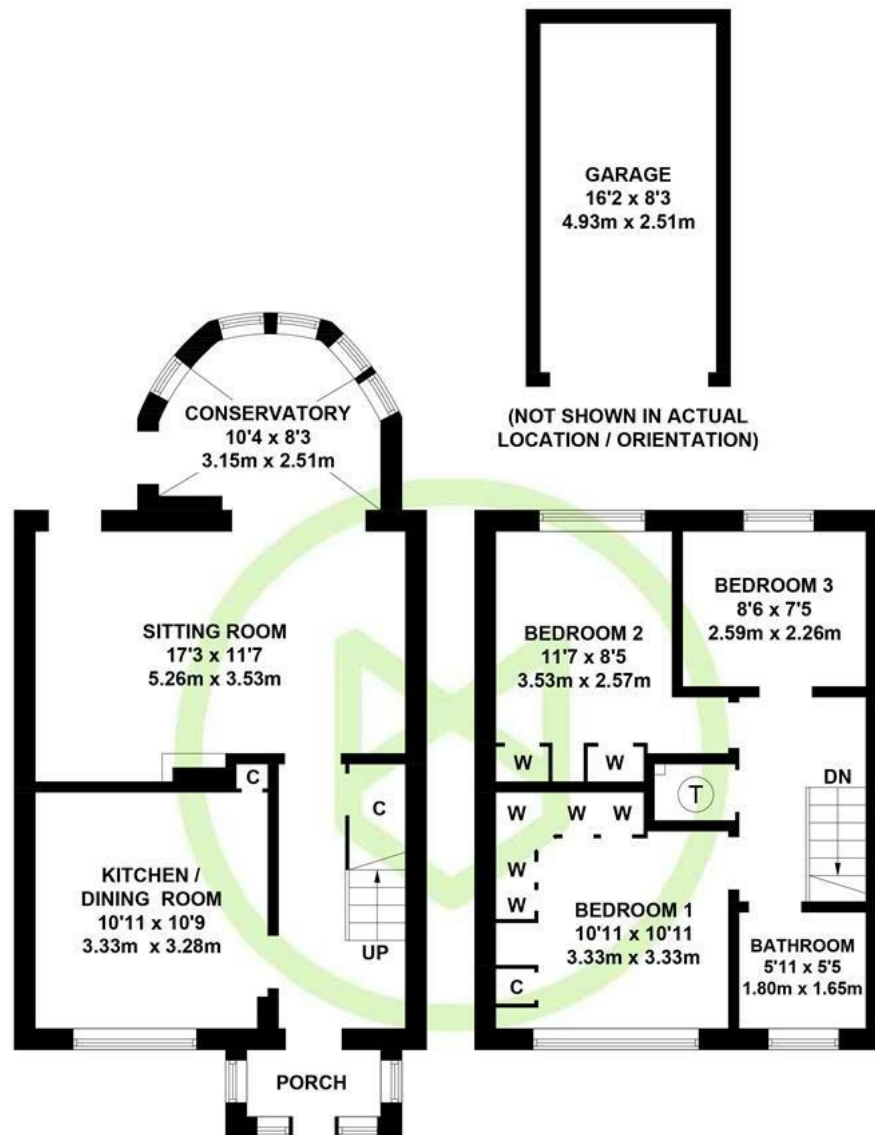 GARAGE
16'2 x 8'3
4.93m x 2.51m
(NOT SHOWN IN ACTUAL
LOCATION / ORIENTATION)
CONSERVATORY
10'4 x 8'3
3.15m x 2.51m
SITTING ROOM
17'3 x 11'7
5.26m x 3.53m
C
C
KITCHEN /
DINING ROOM
10'11 x 10'9
3.33m x 3.28m
UP
PORCH
BEDROOM 2
11'7 x 8'5
3.53m x 2.57m
BEDROOM 3
8'6 x 7'5
2.59m x 2.26m
W
W
T
DN
W
W
W
W
W
BEDROOM 1
10'11 x 10'11
3.33m x 3.33m
C
BATHROOM
5'11 x 5'5
1.80m x 1.65m